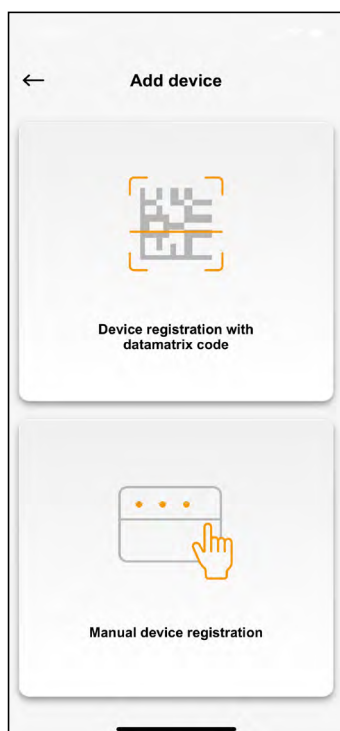 Add device
Device registration with
datamatrix code
Manual device registration